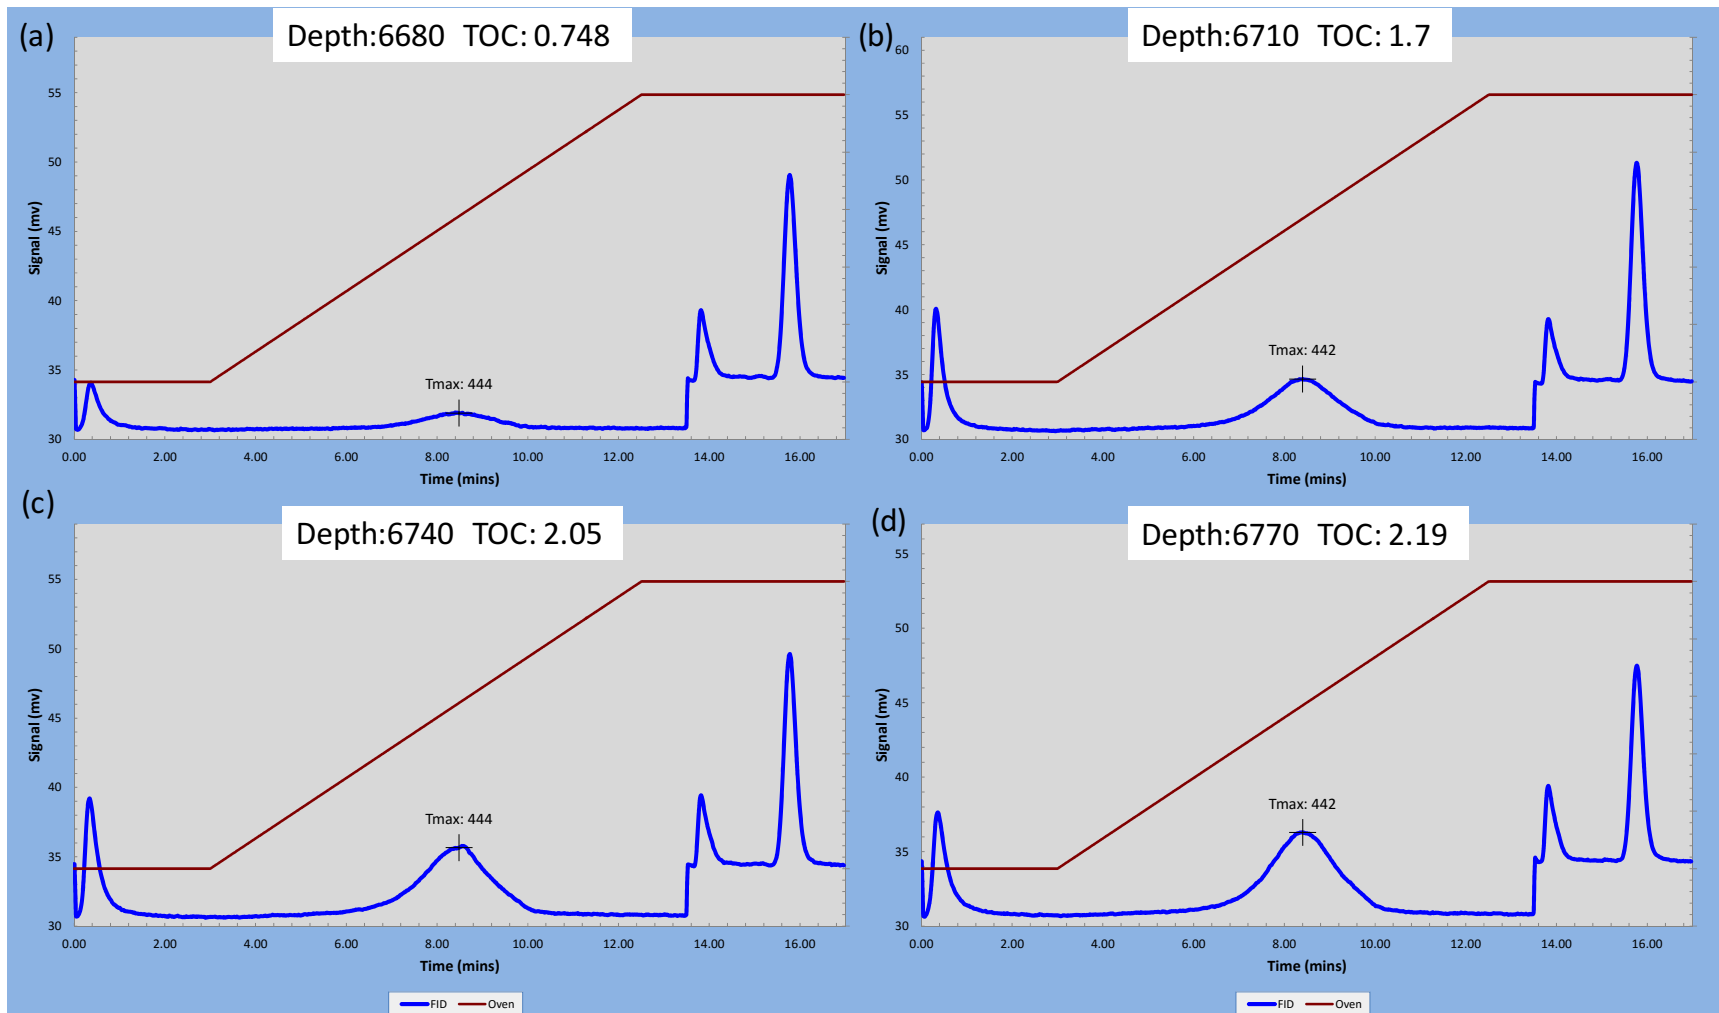 (a)
Depth:6680 TOC: 0.748
55
50
45
40
35
30
Signal (mv)
Tmax: 444
0.00 2.00 4.00 6.00 8.00 10.00 12.00 14.00 16.00
Time (mins)
(b)
Depth:6710 TOC: 1.7
60
55
50
45
40
35
30
Signal (mv)
Tmax: 442
0.00 2.00 4.00 6.00 8.00 10.00 12.00 14.00 16.00
Time (mins)
(c)
Depth:6740 TOC: 2.05
55
50
45
40
35
30
Signal (mv)
Tmax: 444
0.00 2.00 4.00 6.00 8.00 10.00 12.00 14.00 16.00
Time (mins)
FID Oven
(d)
Depth:6770 TOC: 2.19
55
50
45
40
35
30
Signal (mv)
Tmax: 442
0.00 2.00 4.00 6.00 8.00 10.00 12.00 14.00 16.00
Time (mins)
FID Oven